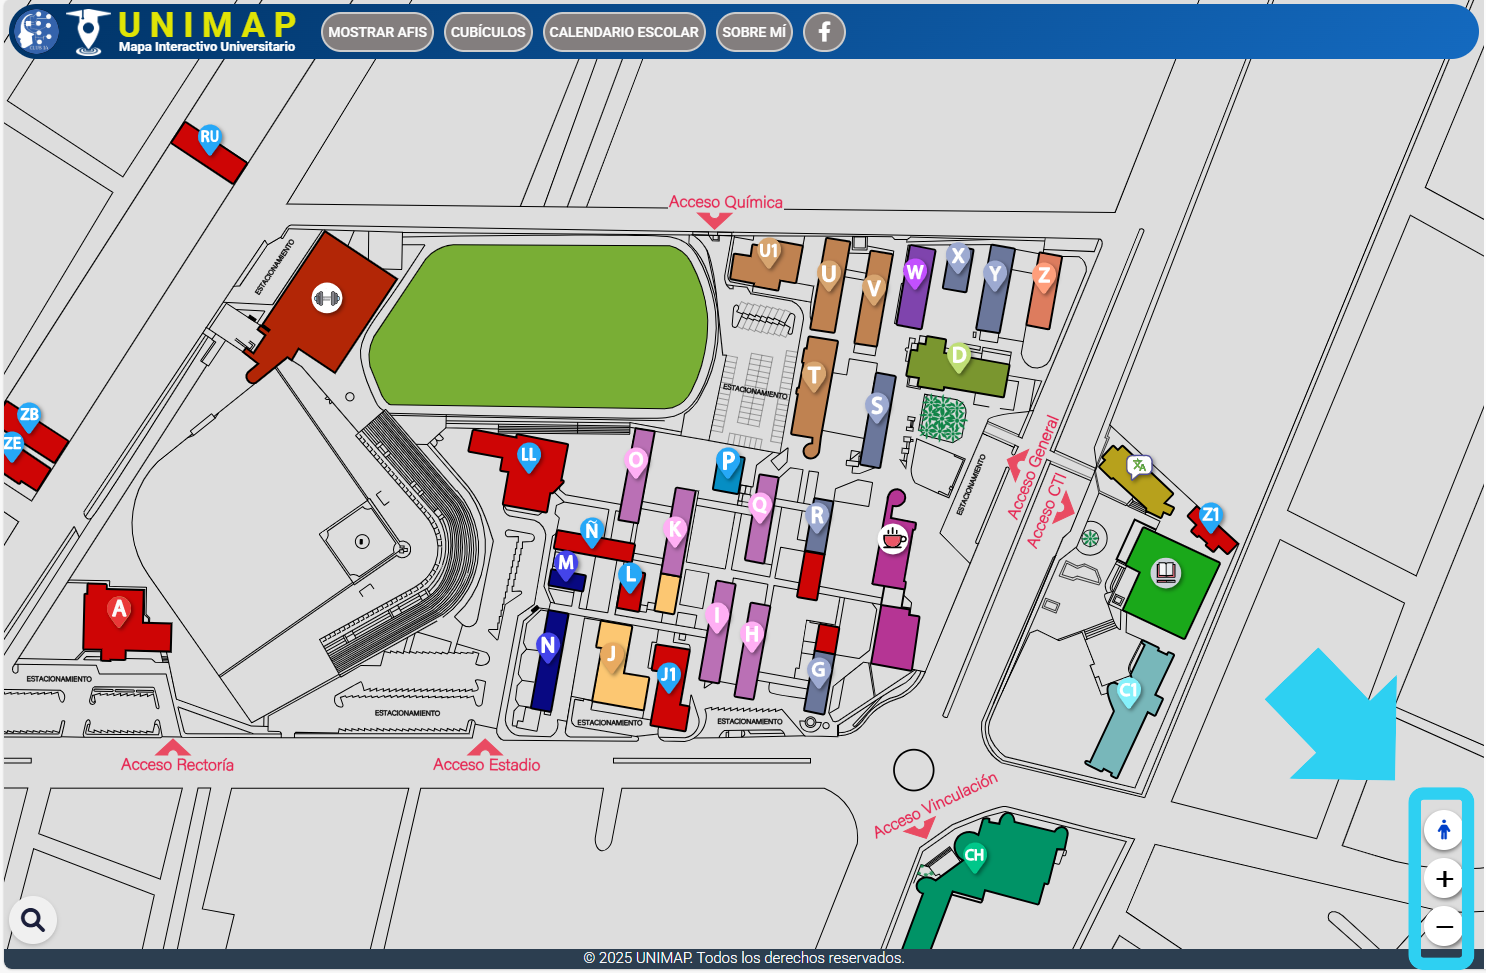 UNIMAP
Mapa Interactivo Universitario
MOSTRAR AFIS
CUBÍCULOS
CALENDARIO ESCOLAR
SOBRE MÍ
RU
Acceso Química
ESTACIONAMIENTO
U1
U
V
W
X
Y
Z
D
T
S
ESTACIONAMIENTO
ZB
ZE
LL
O
P
Q
K
R
Ñ
M
L
N
J
J1
I
H
G
A
ESTACIONAMIENTO
Acceso General
Acceso CTI
Z1
C1
ESTACIONAMIENTO
ESTACIONAMIENTO
ESTACIONAMIENTO
ESTACIONAMIENTO
Acceso Rectoría
Acceso Estadio
Acceso Vinculación
CH
© 2025 UNIMAP. Todos los derechos reservados.